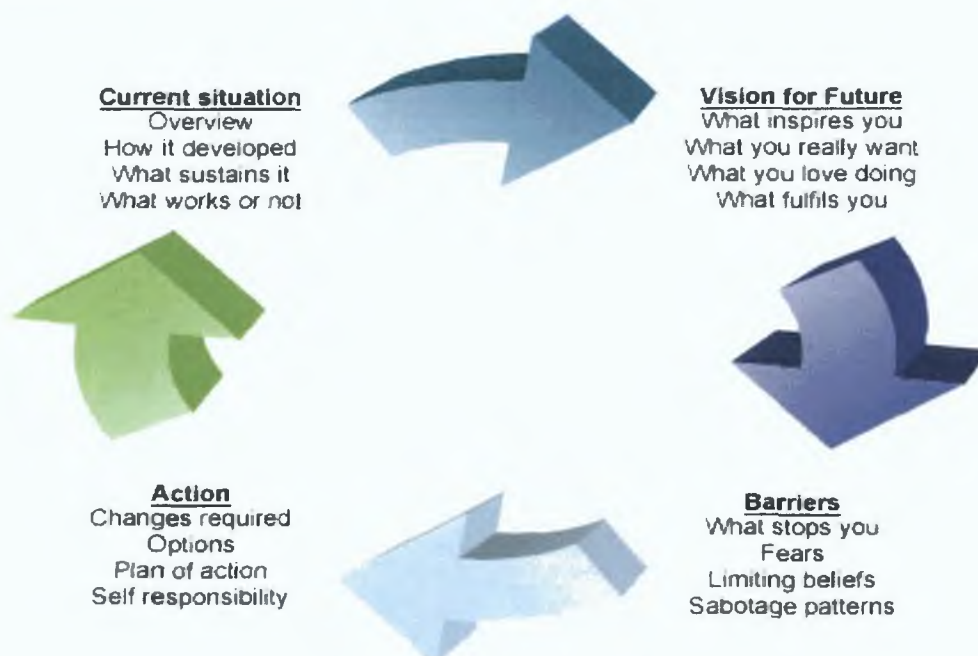 Current situation
Overview
How it developed
What sustains it
What works or not
Vision for Future
What inspires you
What you really want
What you love doing
What fulfils you
Action
Changes required
Options
Plan of action
Self responsibility
Barriers
What stops you
Fears
Limiting beliefs
Sabotage patterns